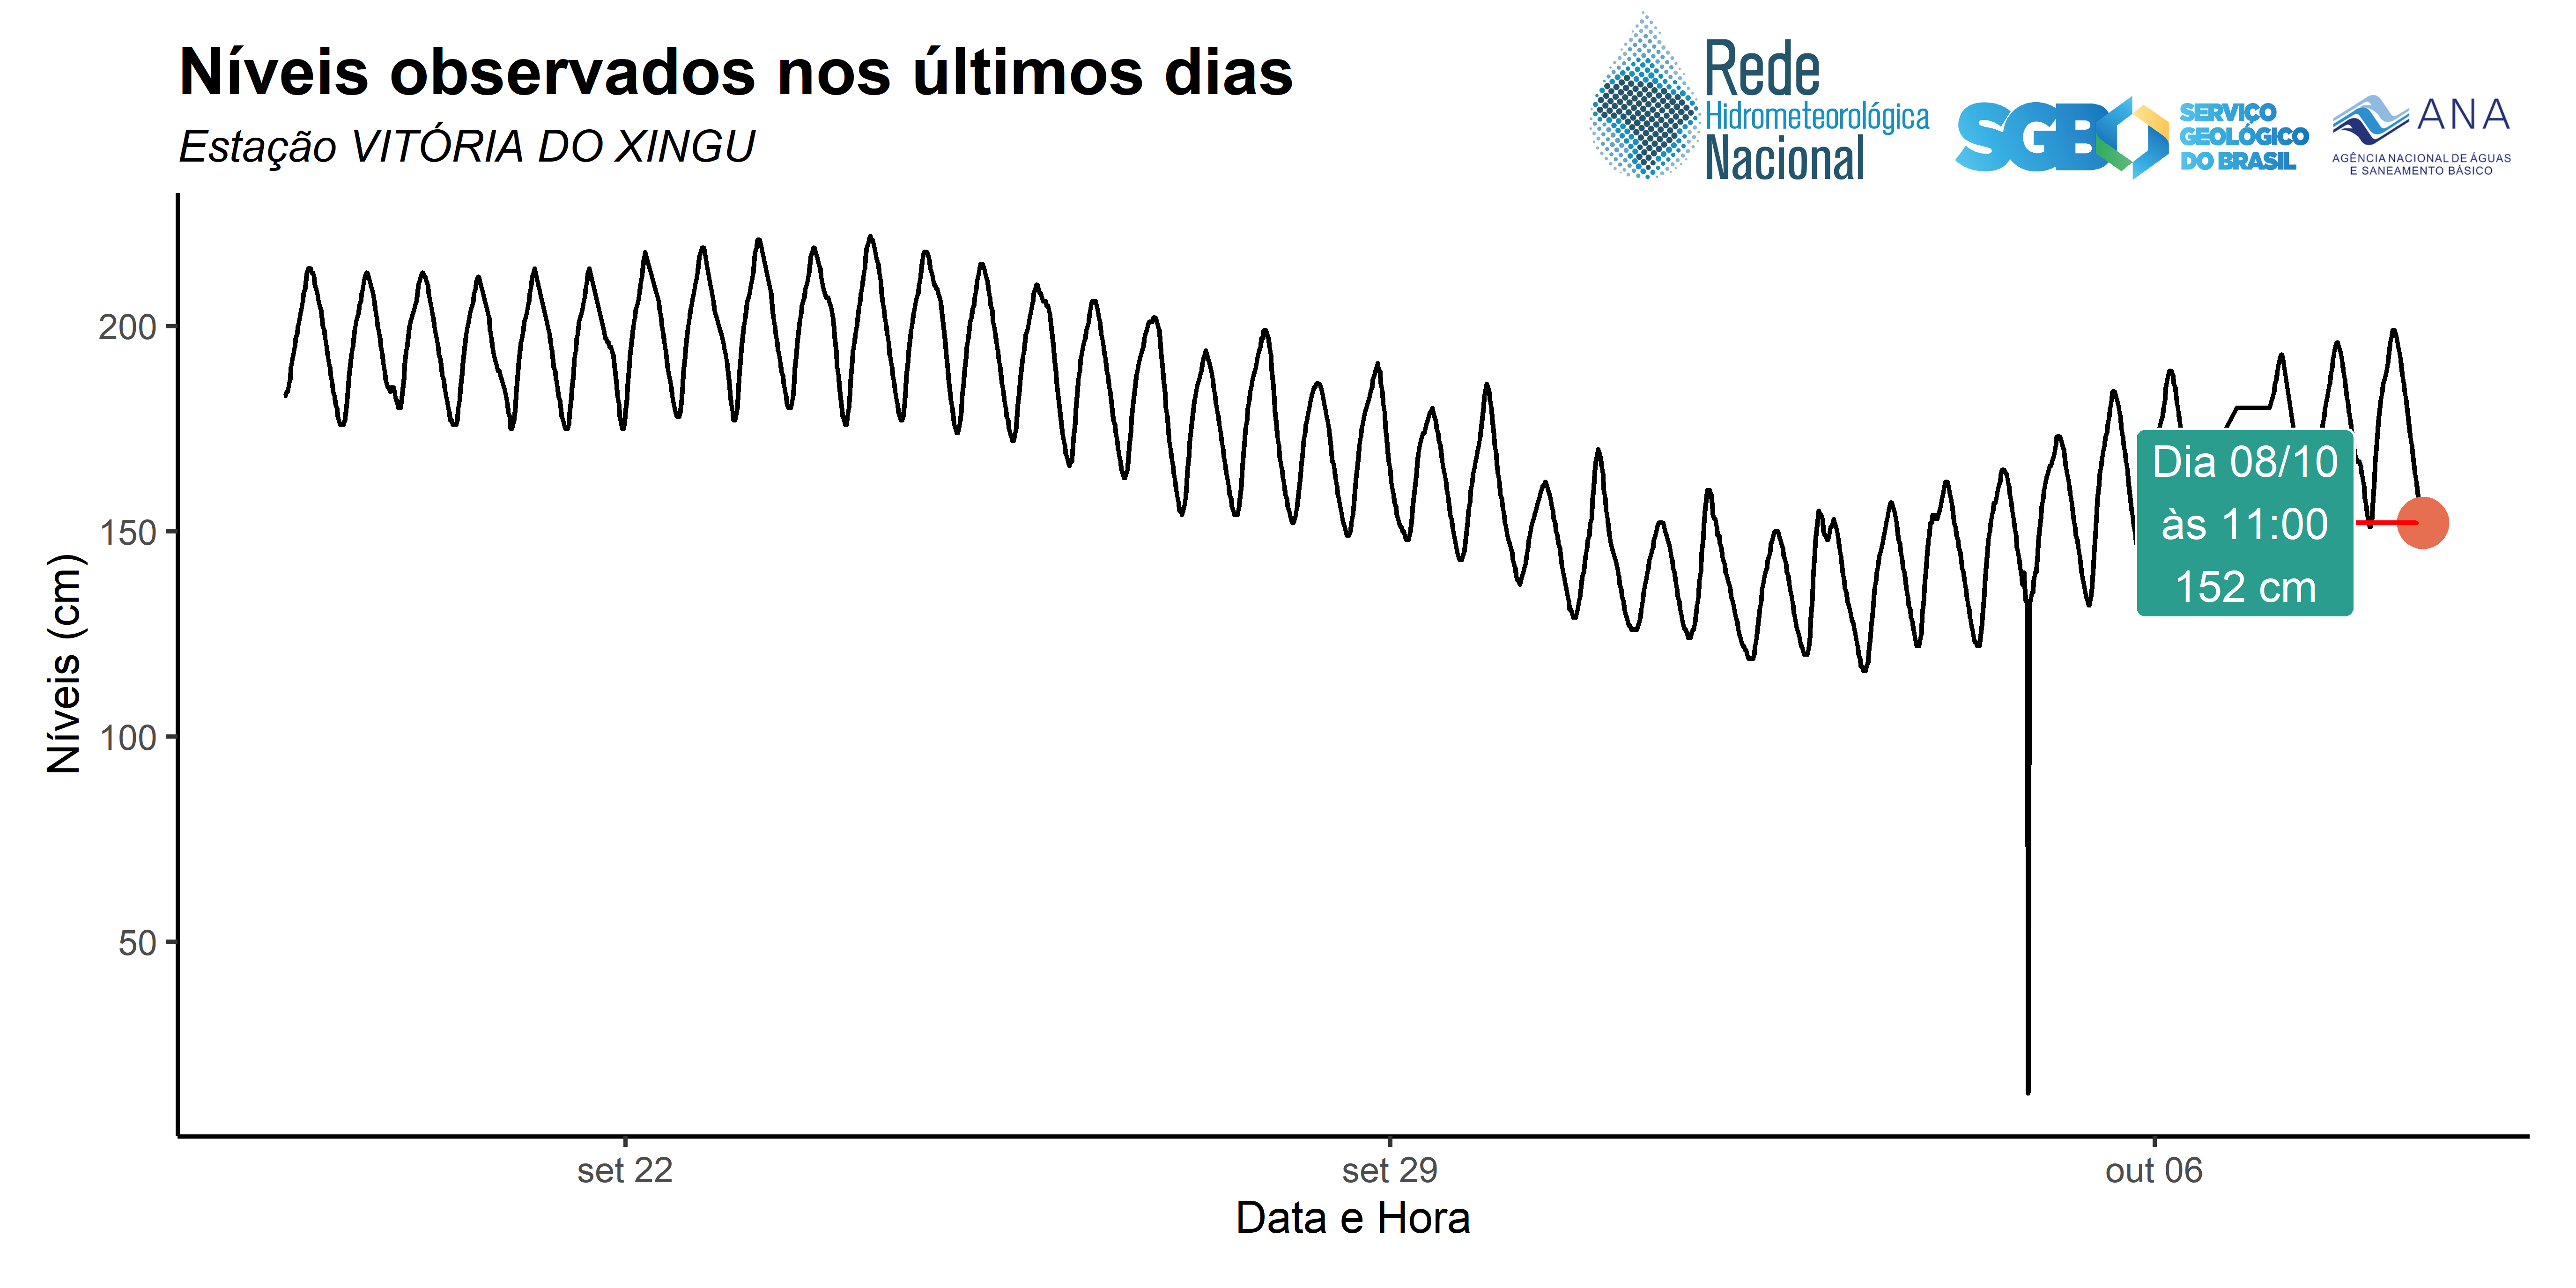 Níveis observados nos últimos dias
Estação VITÓRIA DO XINGU
Rede
Hidrometeorológica
Nacional
SGB
SERVIÇO
GEOLÓGICO
DO BRASIL
ANA
AGÊNCIA NACIONAL DE ÁGUAS
E SANEAMENTO BÁSICO
Níveis (cm)
200
150
100
50
Dia 08/10
às 11:00
152 cm
set 22
set 29
out 06
Data e Hora